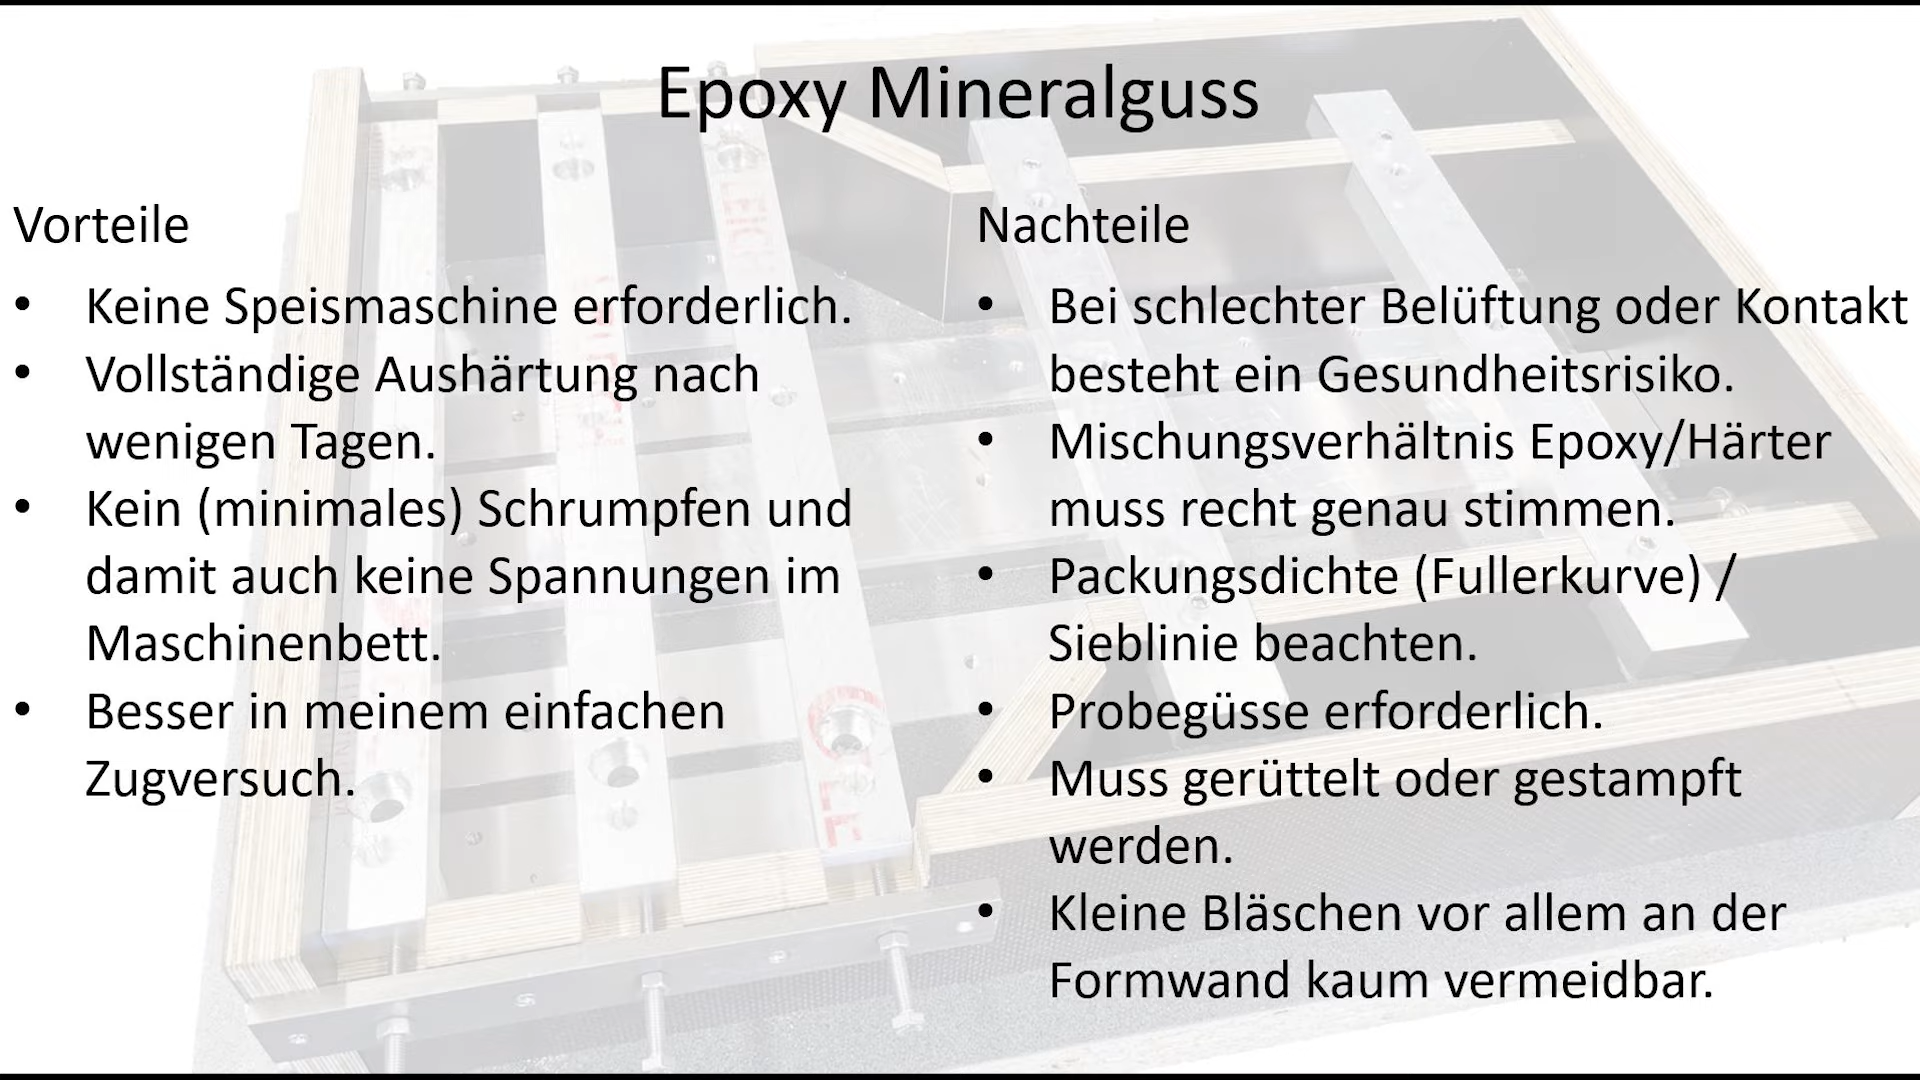 Epoxy Mineralguss
Vorteile
• Keine Speismaschine erforderlich.
• Vollständige Aushärtung nach
wenigen Tagen.
• Kein (minimales) Schrumpfen und
damit auch keine Spannungen im
Maschinenbett.
• Besser in meinem einfachen
Zugversuch.
Nachteile
• Bei schlechter Belüftung oder Kontakt
besteht ein Gesundheitsrisiko.
• Mischungsverhältnis Epoxy/Härter
muss recht genau stimmen.
• Packungsdichte (Fullerkurve) /
Sieblinie beachten.
• Probegüsse erforderlich.
• Muss gerüttelt oder gestampft
werden.
• Kleine Bläschen vor allem an der
Formwand kaum vermeidbar.